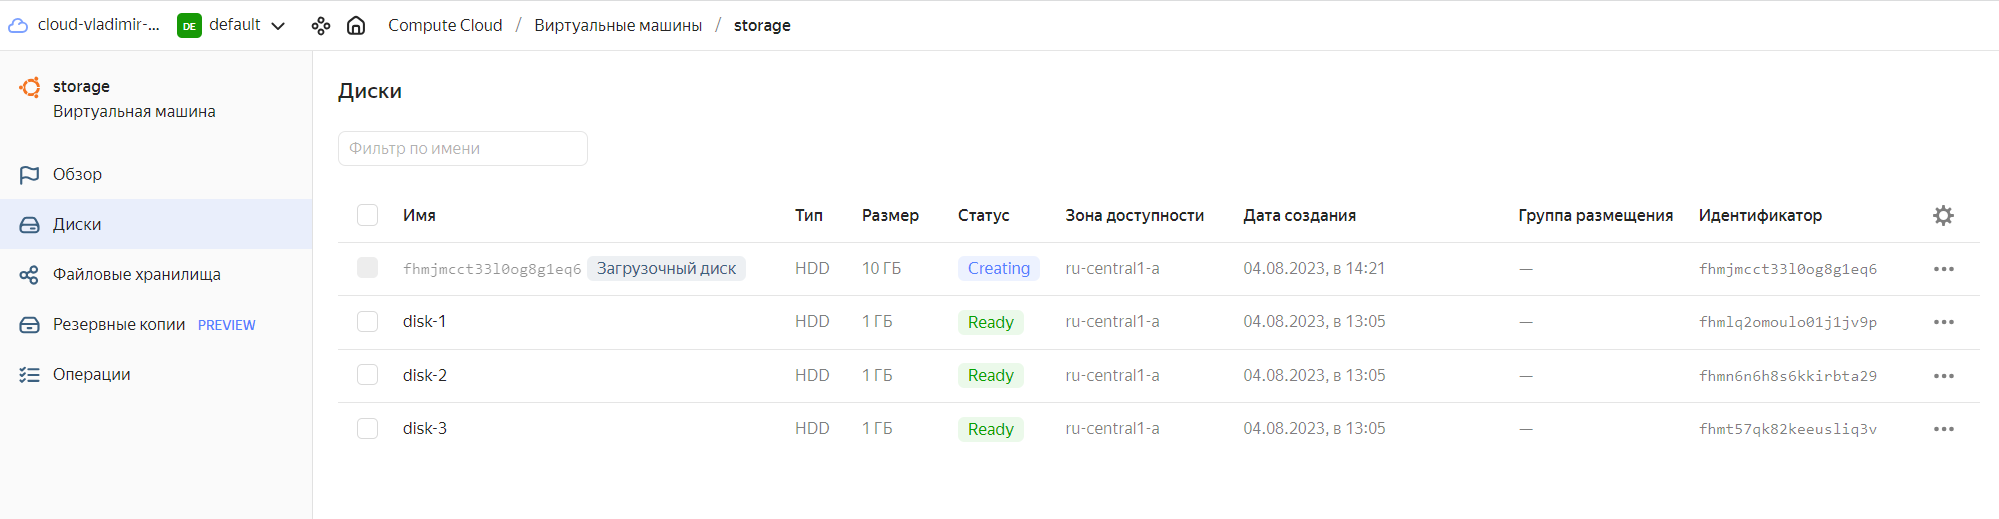 cloud-vladimir-... DE default Compute Cloud / Виртуальные машины / storage
storage
Виртуальная машина
Обзор
Диски
Файловые хранилища
Резервные копии PREVIEW
Операции
Диски
Фильтр по имени
Имя Тип Размер Статус Зона доступности Дата создания Группа размещения Идентификатор
fhmjmcct33l0og8g1eq6 Загрузочный диск HDD 10 ГБ Creating ru-central1-a 04.08.2023, в 14:21 — fhmjmcct33l0og8g1eq6
disk-1 HDD 1 ГБ Ready ru-central1-a 04.08.2023, в 13:05 — fhmlq2omoulo01j1jv9p
disk-2 HDD 1 ГБ Ready ru-central1-a 04.08.2023, в 13:05 — fhmn6n6h8s6kkirbta29
disk-3 HDD 1 ГБ Ready ru-central1-a 04.08.2023, в 13:05 — fhmt57qk82keeusliq3v